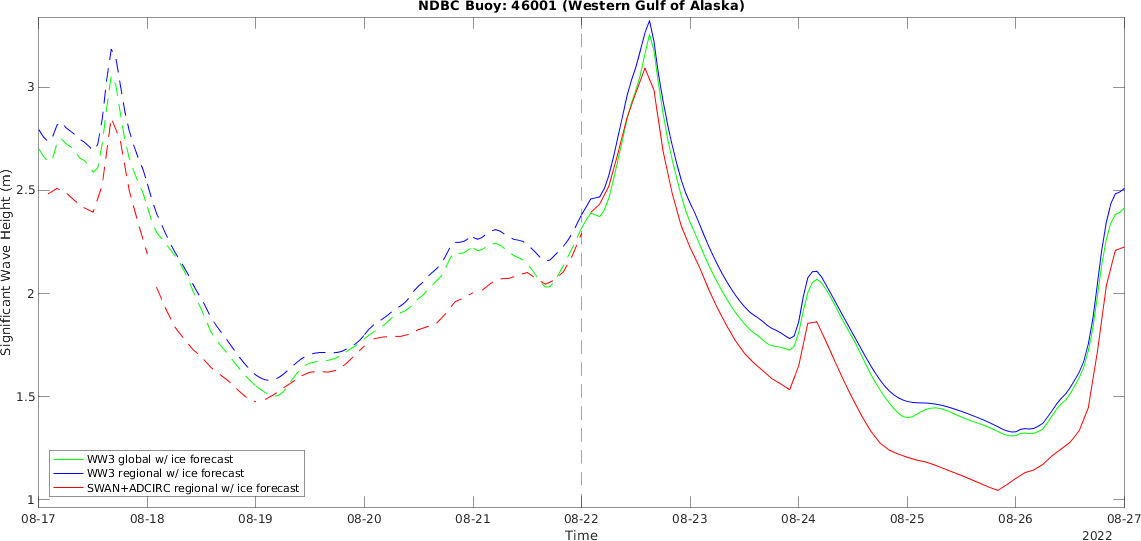 NDBC Buoy: 46001 (Western Gulf of Alaska)
Significant Wave Height (m)
3
2.5
2
1.5
1
WW3 global w/ ice forecast
WW3 regional w/ ice forecast
SWAN+ADCIRC regional w/ ice forecast
08-17 08-18 08-19 08-20 08-21 08-22 08-23 08-24 08-25 08-26 08-27
Time
2022